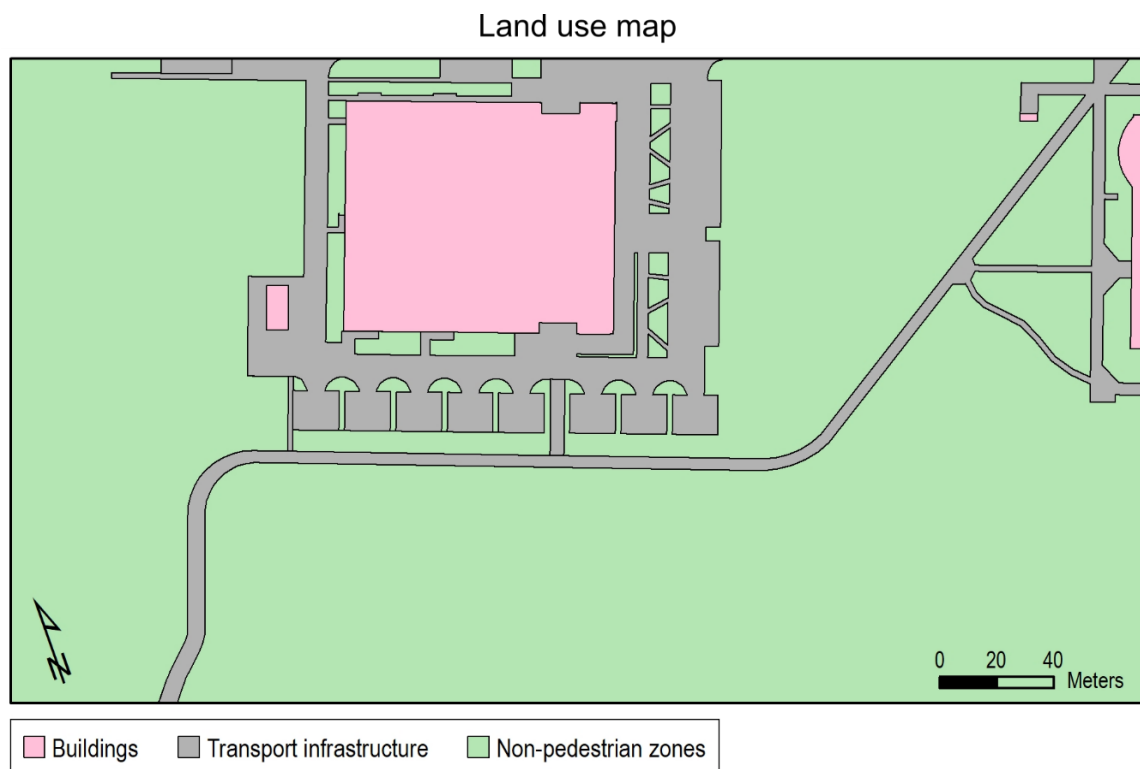 Land use map
N
0 20 40
Meters
Buildings Transport infrastructure Non-pedestrian zones